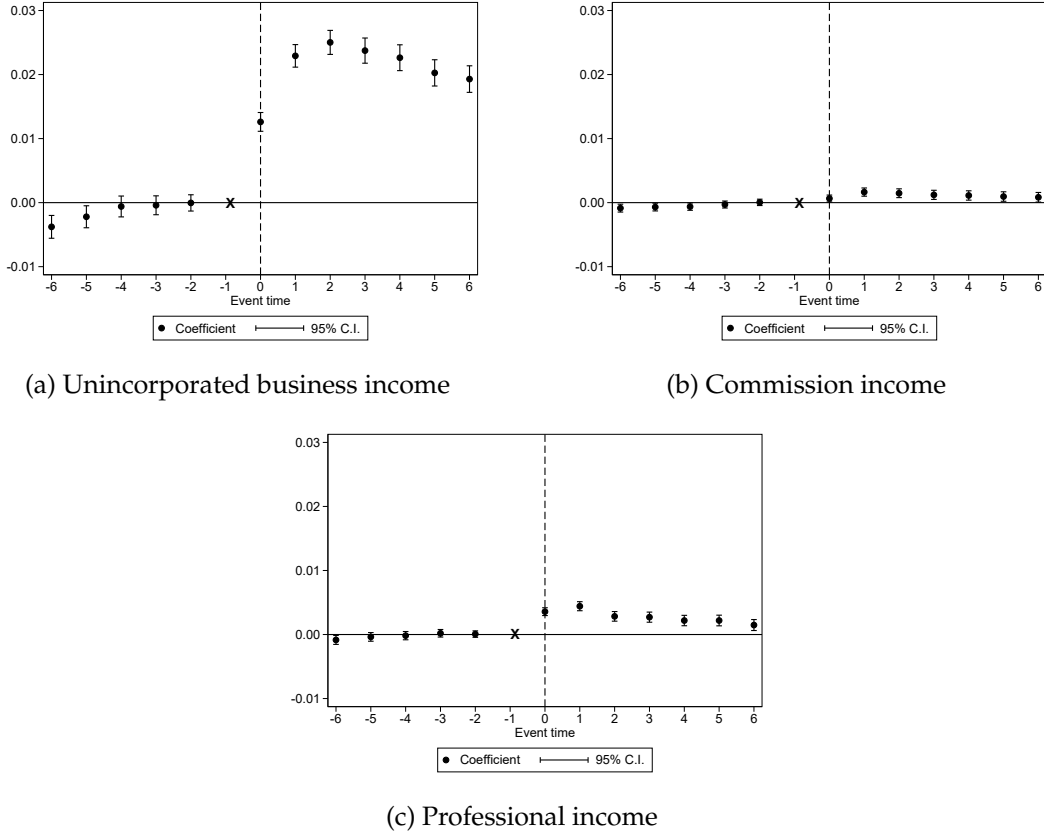 0.03
0.02
0.01
0.00
-0.01
X
-6 -5 -4 -3 -2 -1 0 1 2 3 4 5 6
Event time
Coefficient 95% C.I.
(a) Unincorporated business income
0.03
0.02
0.01
0.00
-0.01
X
-6 -5 -4 -3 -2 -1 0 1 2 3 4 5 6
Event time
Coefficient 95% C.I.
(b) Commission income
0.03
0.02
0.01
0.00
-0.01
X
-6 -5 -4 -3 -2 -1 0 1 2 3 4 5 6
Event time
Coefficient 95% C.I.
(c) Professional income